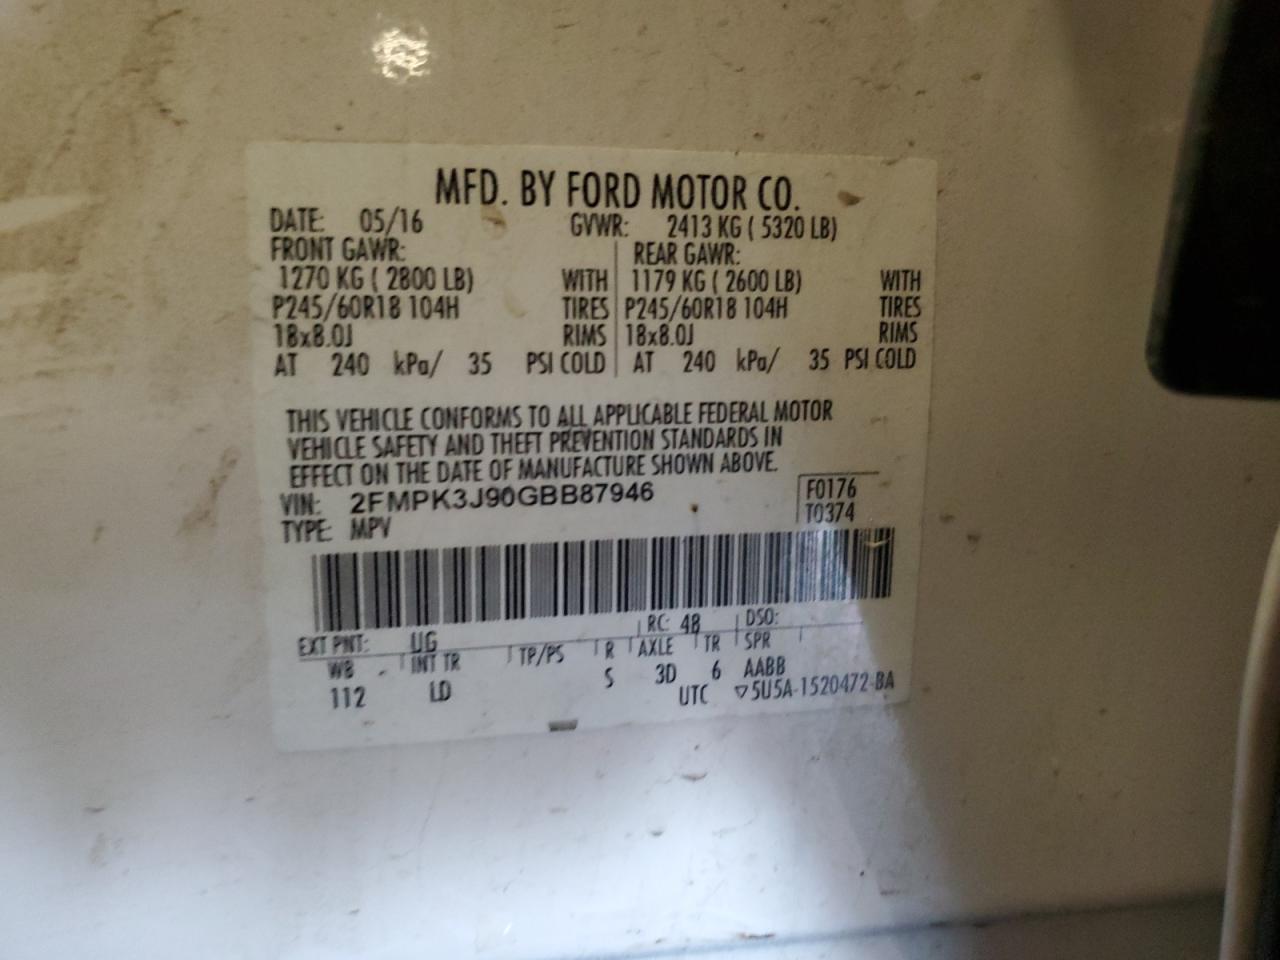 MFD. BY FORD MOTOR CO.
DATE: 05/16 GVWR: 2413 KG ( 5320 LB)
FRONT GAWR: REAR GAWR:
1270 KG ( 2800 LB) WITH 1179 KG ( 2600 LB) WITH
P245/60R18 104H TIRES P245/60R18 104H TIRES
18x8.0J RIMS 18x8.0J RIMS
AT 240 kPa/ 35 PSI COLD AT 240 kPa/ 35 PSI COLD
THIS VEHICLE CONFORMS TO ALL APPLICABLE FEDERAL MOTOR
VEHICLE SAFETY AND THEFT PREVENTION STANDARDS IN
EFFECT ON THE DATE OF MANUFACTURE SHOWN ABOVE.
VIN: 2FMPK3J90GBB87946 F0176
TYPE: MPV T0374
EXT PNT: UG RC: 48 DSO:
WB INT TR TP/PS R AXLE TR SPR
112 LD S 3D 6 AABB
UTC ▽5U5A-1520472-BA